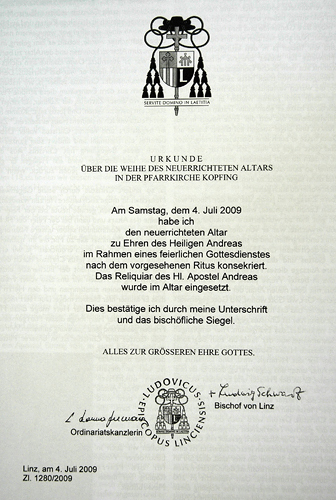 SERVITE DOMINO IN LAETITIA
URKUNDE
ÜBER DIE WEIHE DES NEUERRICHTETEN ALTARS
IN DER PFARRKIRCHE KOPFING
Am Samstag, dem 4. Juli 2009
habe ich
den neuerrichteten Altar
zu Ehren des Heiligen Andreas
im Rahmen eines feierlichen Gottesdienstes
nach dem vorgesehenen Ritus konsekriert.
Das Reliquiar des Hl. Apostel Andreas
wurde im Altar eingesetzt.
Dies bestätige ich durch meine Unterschrift
und das bischöfliche Siegel.
ALLES ZUR GRÖSSEREN EHRE GOTTES.
+ Ludwig Schwarz
Bischof von Linz
LUDOVICUS EPISCOPUS LINCIENSIS
Ordinariatskanzlerin
Linz, am 4. Juli 2009
Zl. 1280/2009